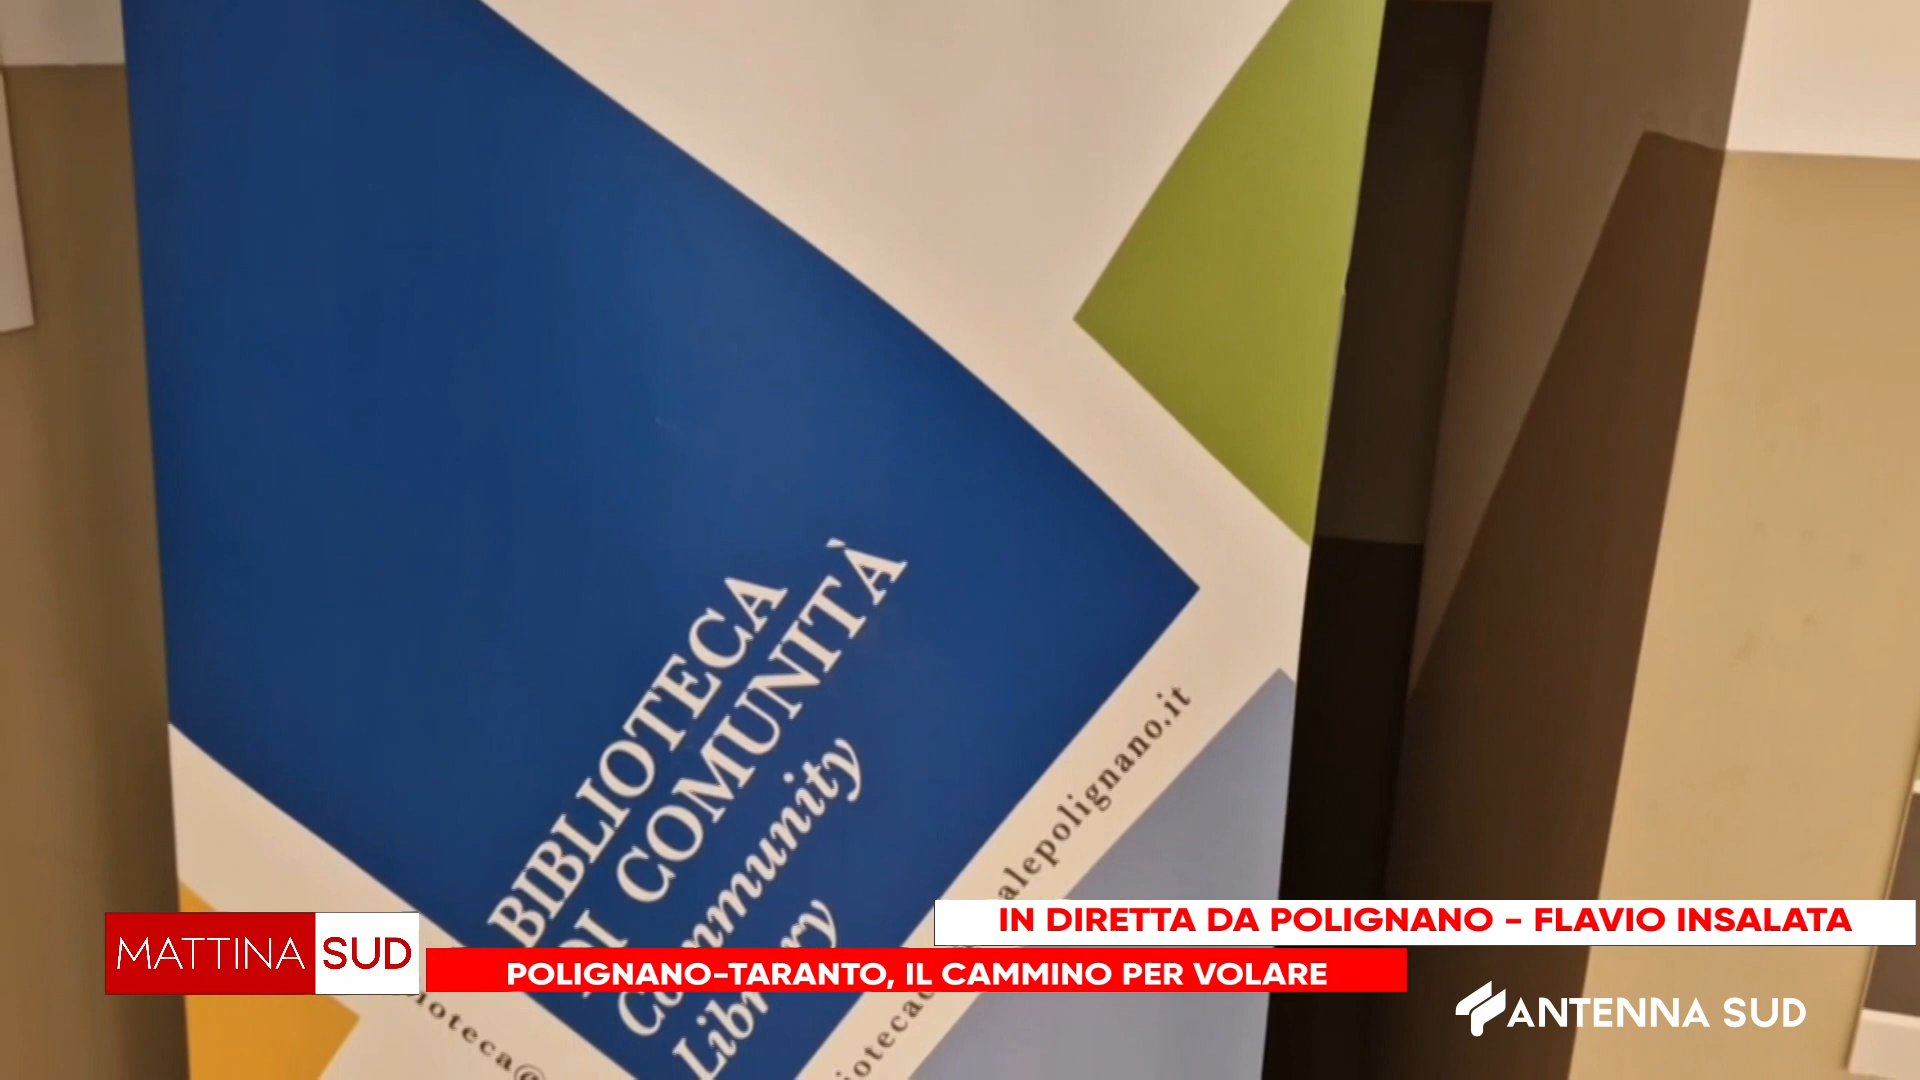 BIBLIOTECA
DI COMUNITÀ
Community
Library
alepolignano.it
IN DIRETTA DA POLIGNANO - FLAVIO INSALATA
MATTINA SUD
POLIGNANO-TARANTO, IL CAMMINO PER VOLARE
ANTENNA SUD